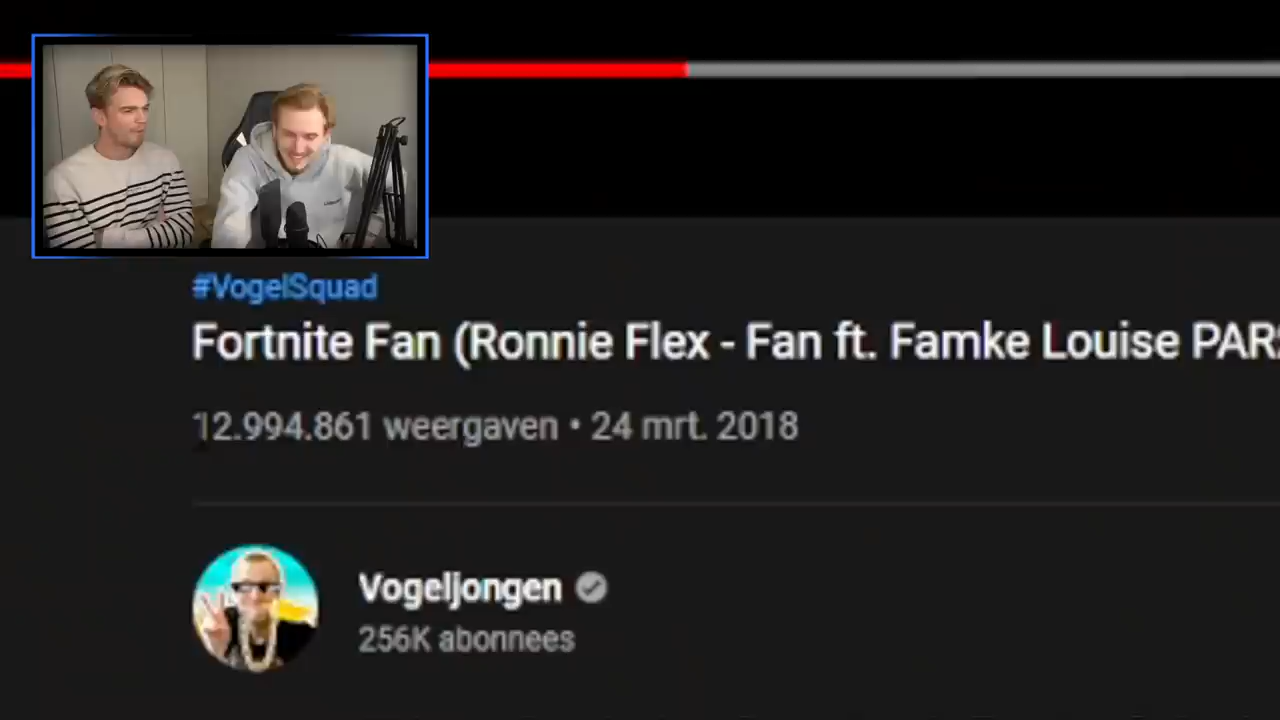 #VogelSquad
Fortnite Fan (Ronnie Flex - Fan ft. Famke Louise PAR
12.994.861 weergaven • 24 mrt. 2018
Vogeljongen
256K abonnees